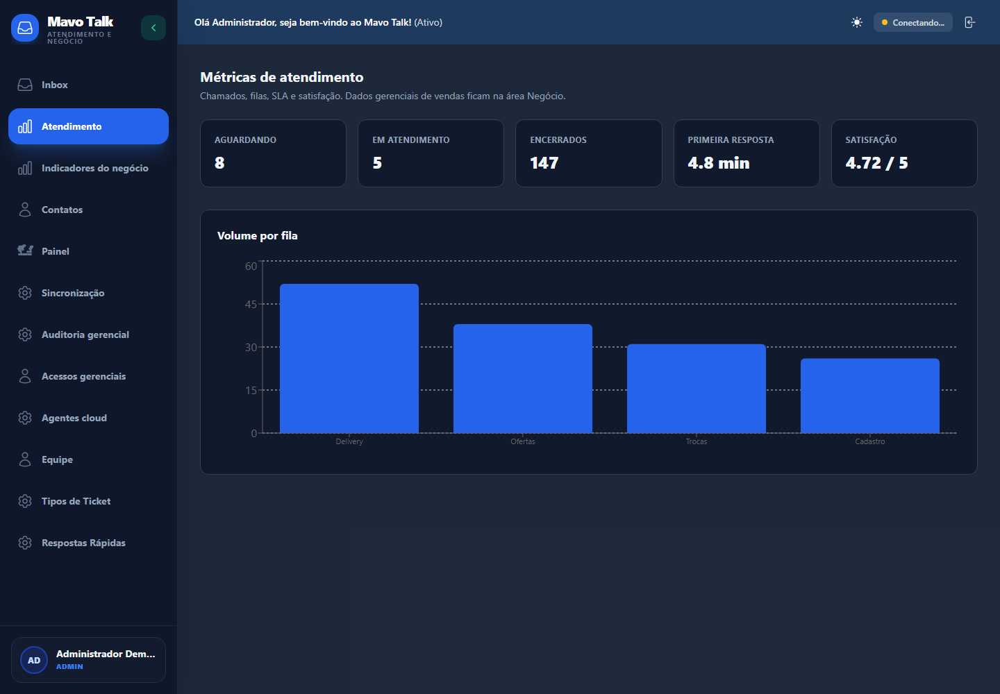 Mavo Talk
ATENDIMENTO E
NEGÓCIO
Inbox
Atendimento
Indicadores do negócio
Contatos
Painel
Sincronização
Auditoria gerencial
Acessos gerenciais
Agentes cloud
Equipe
Tipos de Ticket
Respostas Rápidas
AD
Administrador Dem...
ADMIN
Olá Administrador, seja bem-vindo ao Mavo Talk! (Ativo)
Conectando...
Métricas de atendimento
Chamados, filas, SLA e satisfação. Dados gerenciais de vendas ficam na área Negócio.
AGUARDANDO
8
EM ATENDIMENTO
5
ENCERRADOS
147
PRIMEIRA RESPOSTA
4.8 min
SATISFAÇÃO
4.72 / 5
Volume por fila
60
45
30
15
0
Delivery
Ofertas
Trocas
Cadastro